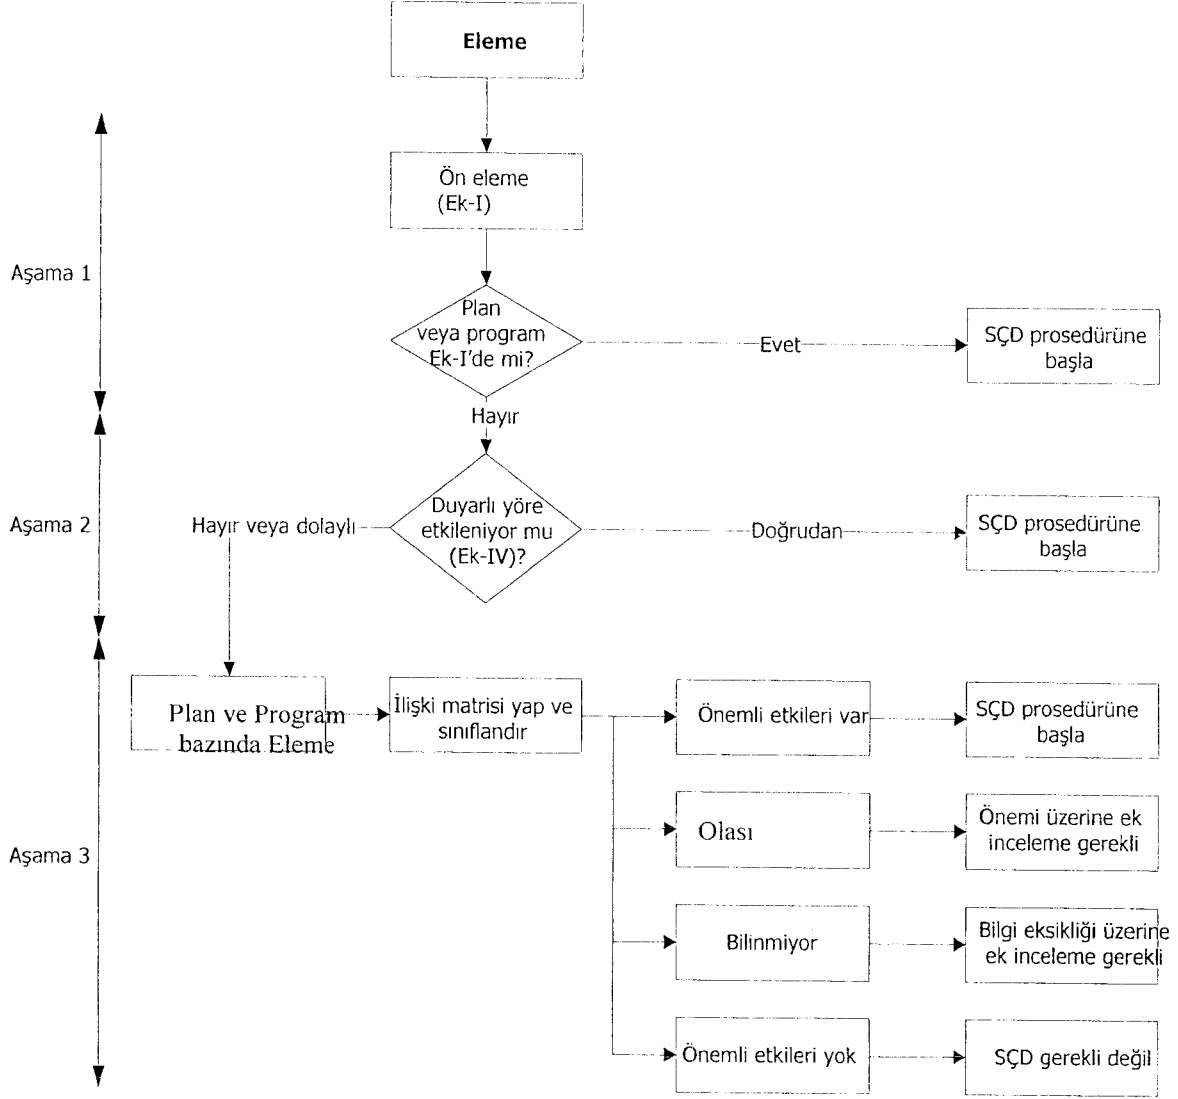 Eleme
Ön eleme
(Ek-I)
Aşama 1
Plan
veya program
Ek-I'de mi?
Evet
SÇD prosedürüne
başla
Hayır
Aşama 2
Hayır veya dolaylı
Duyarlı yöre
etkileniyor mu
(Ek-IV)?
Doğrudan
SÇD prosedürüne
başla
Aşama 3
Plan ve Program
bazında Eleme
İlişki matrisi yap ve
sınıflandır
Önemli etkileri var
SÇD prosedürüne
başla
Olası
Önemi üzerine ek
inceleme gerekli
Bilinmiyor
Bilgi eksikliği üzerine
ek inceleme gerekli
Önemli etkileri yok
SÇD gerekli değil